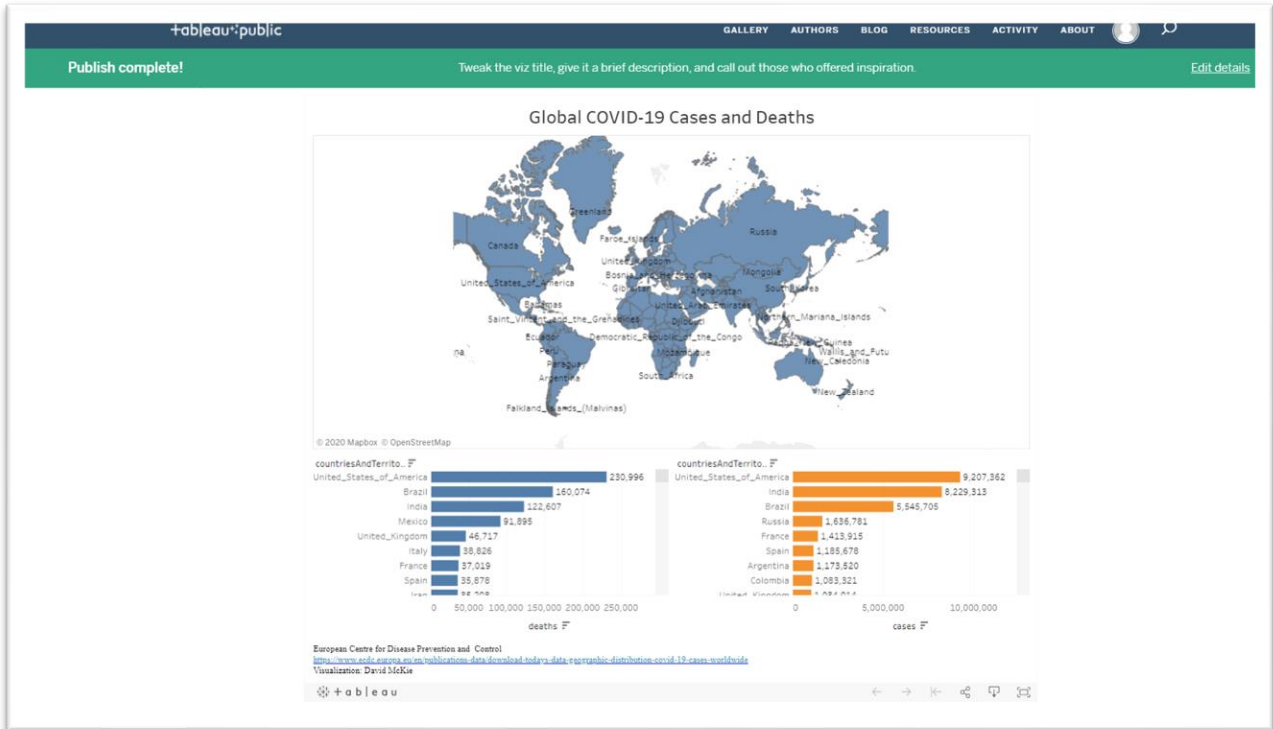 +ableau:public
GALLERY AUTHORS BLOG RESOURCES ACTIVITY ABOUT
Publish complete!
Tweak the viz title, give it a brief description, and call out those who offered inspiration.
Edit details
Global COVID-19 Cases and Deaths
Greenland
Russia
Faroe_Islands
Canada
United_Kingdom
Mongolia
United_States_of_America
Gibraltar
Afghanistan
South_Korea
Bahamas
United_Arab_Emirates
Saint_Vincent_and_the_Grenadines
Djibouti
Northern_Mariana_Islands
Ecuador
Democratic_Republic_of_the_Congo
Papua_New_Guinea
na
Peru
Mozambique
Wallis_and_Futu
Paraguay
New_Caledonia
Argentina
South_Africa
New_Zealand
Falkland_Islands_(Malvinas)
© 2020 Mapbox © OpenStreetMap
countriesAndTerrito..
United_States_of_America 230,996
Brazil 160,074
India 122,607
Mexico 91,895
United_Kingdom 46,717
Italy 38,826
France 37,019
Spain 35,878
Iran
0 50,000 100,000 150,000 200,000 250,000
deaths
countriesAndTerrito..
United_States_of_America 9,207,362
India 8,229,313
Brazil 5,545,705
Russia 1,636,781
France 1,413,915
Spain 1,185,678
Argentina 1,173,520
Colombia 1,083,321
United_Kingdom
0 5,000,000 10,000,000
cases
European Centre for Disease Prevention and Control
https://www.ecdc.europa.eu/en/publications-data/download-todays-data-geographic-distribution-covid-19-cases-worldwide
Visualization: David McKie
+ableau